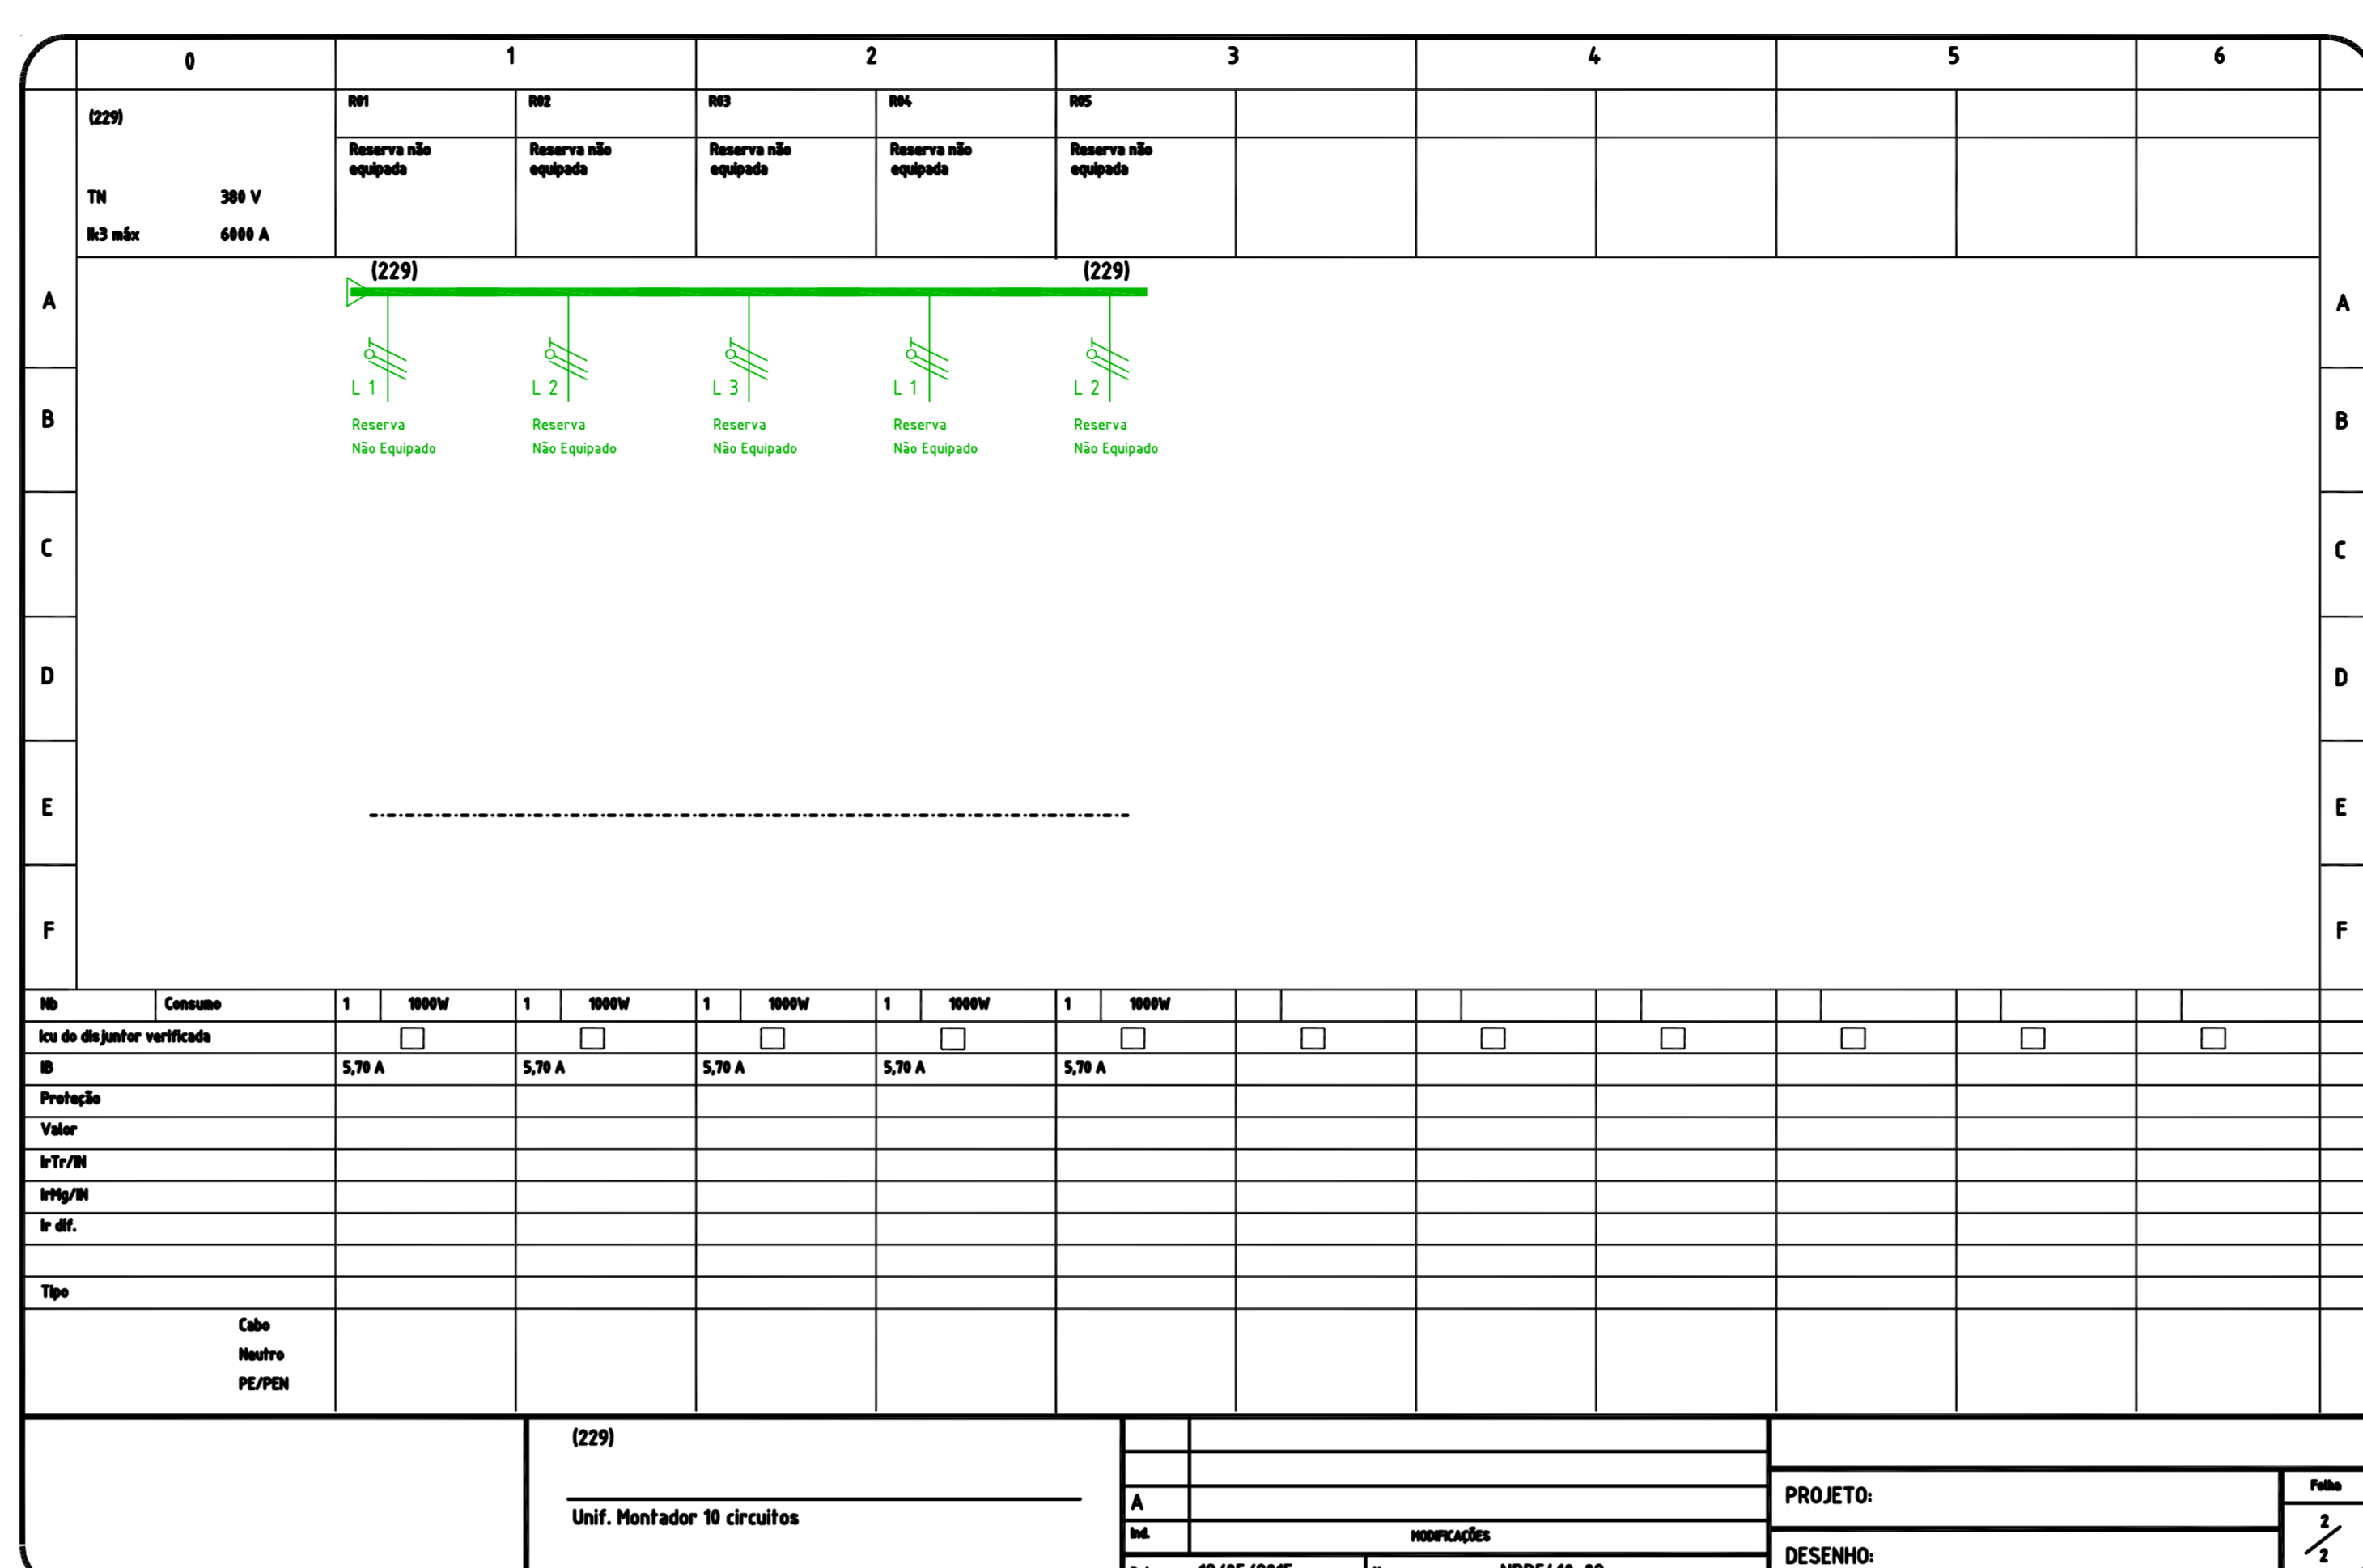 0 1 2 3 4 5 6
R01 R02 R03 R04 R05
(229)
Reserva não Reserva não Reserva não Reserva não Reserva não
equipada equipada equipada equipada equipada
TN 380 V
Ik3 máx 6000 A
(229) (229)
A A
L 1 L 2 L 3 L 1 L 2
B B
Reserva Reserva Reserva Reserva Reserva
Não Equipado Não Equipado Não Equipado Não Equipado Não Equipado
C C
D D
E E
F F
Nb Consumo 1 1000W 1 1000W 1 1000W 1 1000W 1 1000W
Icu do disjuntor verificada
IB 5,70 A 5,70 A 5,70 A 5,70 A 5,70 A
Proteção
Valor
IrTr/IN
IrMg/IN
Ir dif.
Tipo
Cabo
Neutro
PE/PEN
(229)
Unif. Montador 10 circuitos
A
Ind. MODIFICAÇÕES
PROJETO:
DESENHO:
Folha
2
/
2